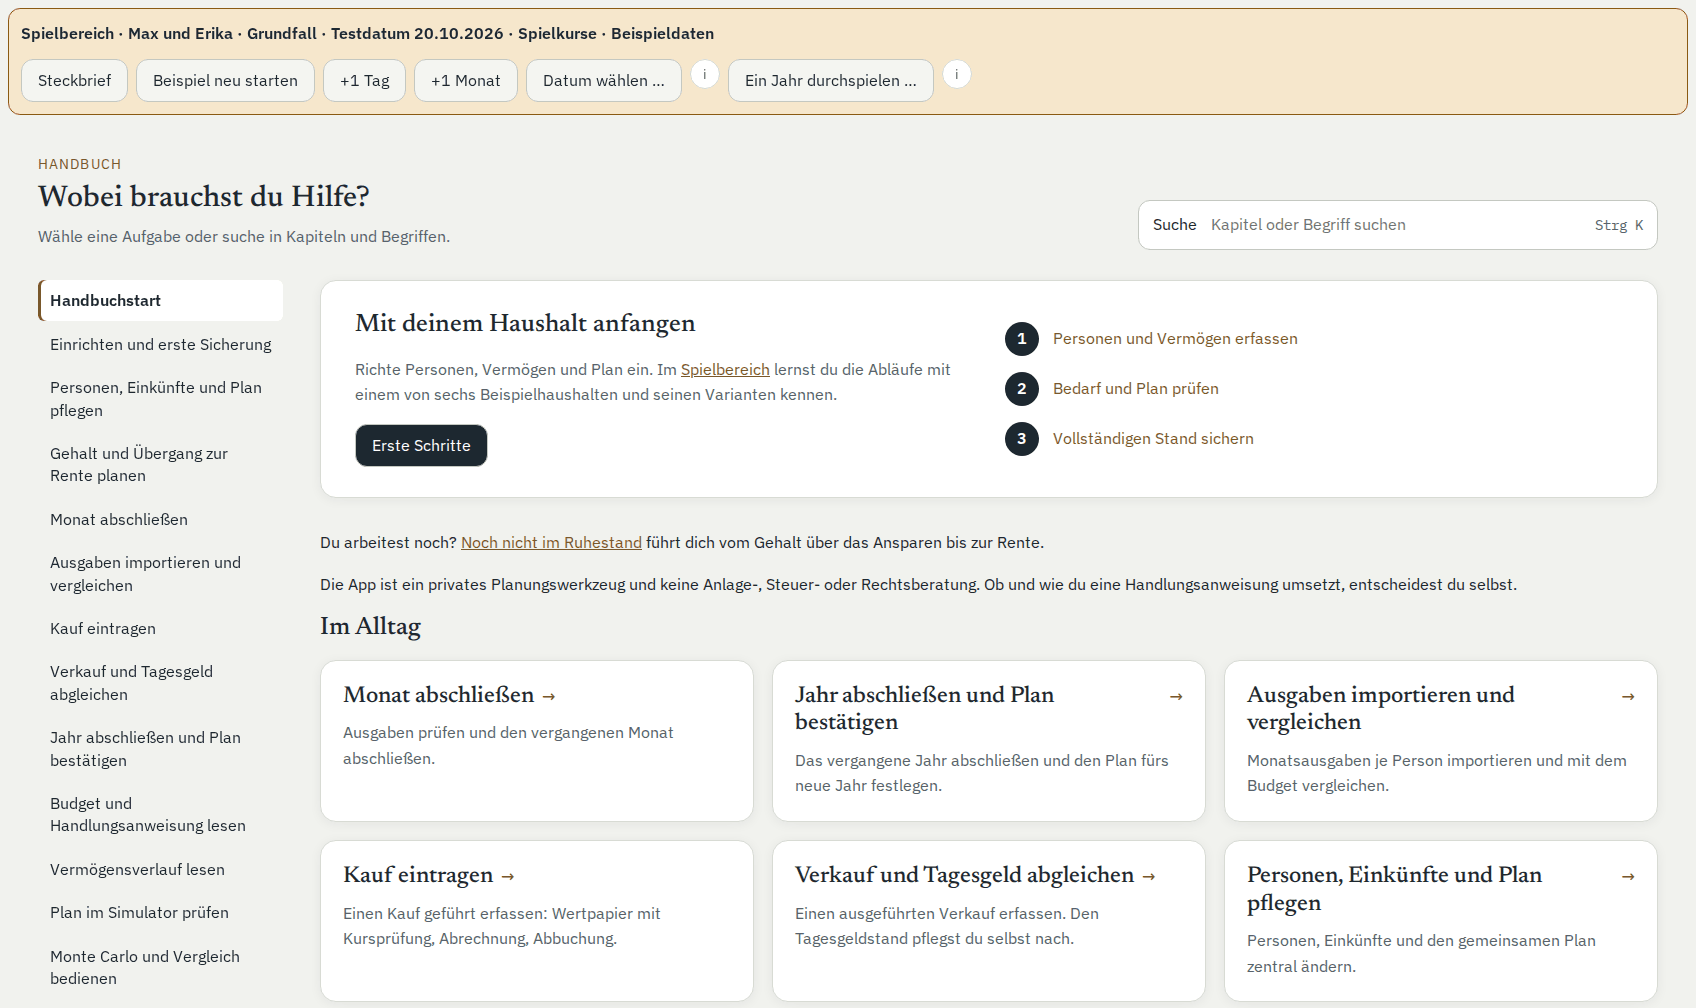 Spielbereich · Max und Erika · Grundfall · Testdatum 20.10.2026 · Spielkurse · Beispieldaten
Steckbrief
Beispiel neu starten
+1 Tag
+1 Monat
Datum wählen …
i
Ein Jahr durchspielen …
i
HANDBUCH
Wobei brauchst du Hilfe?
Wähle eine Aufgabe oder suche in Kapiteln und Begriffen.
Suche Kapitel oder Begriff suchen Strg K
Handbuchstart
Einrichten und erste Sicherung
Personen, Einkünfte und Plan
pflegen
Gehalt und Übergang zur
Rente planen
Monat abschließen
Ausgaben importieren und
vergleichen
Kauf eintragen
Verkauf und Tagesgeld
abgleichen
Jahr abschließen und Plan
bestätigen
Budget und
Handlungsanweisung lesen
Vermögensverlauf lesen
Plan im Simulator prüfen
Monte Carlo und Vergleich
bedienen
Mit deinem Haushalt anfangen
Richte Personen, Vermögen und Plan ein. Im Spielbereich lernst du die Abläufe mit
einem von sechs Beispielhaushalten und seinen Varianten kennen.
Erste Schritte
1 Personen und Vermögen erfassen
2 Bedarf und Plan prüfen
3 Vollständigen Stand sichern
Du arbeitest noch? Noch nicht im Ruhestand führt dich vom Gehalt über das Ansparen bis zur Rente.
Die App ist ein privates Planungswerkzeug und keine Anlage-, Steuer- oder Rechtsberatung. Ob und wie du eine Handlungsanweisung umsetzt, entscheidest du selbst.
Im Alltag
Monat abschließen →
Ausgaben prüfen und den vergangenen Monat
abschließen.
Jahr abschließen und Plan →
bestätigen
Das vergangene Jahr abschließen und den Plan fürs
neue Jahr festlegen.
Ausgaben importieren und →
vergleichen
Monatsausgaben je Person importieren und mit dem
Budget vergleichen.
Kauf eintragen →
Einen Kauf geführt erfassen: Wertpapier mit
Kursprüfung, Abrechnung, Abbuchung.
Verkauf und Tagesgeld abgleichen →
Einen ausgeführten Verkauf erfassen. Den
Tagesgeldstand pflegst du selbst nach.
Personen, Einkünfte und Plan →
pflegen
Personen, Einkünfte und den gemeinsamen Plan
zentral ändern.